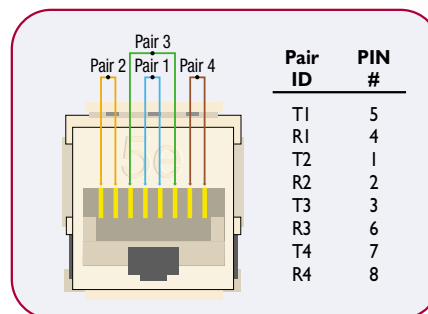 Pair 3
Pair 2 Pair 1 Pair 4
5e
Pair ID PIN #
T1 5
R1 4
T2 1
R2 2
T3 3
R3 6
T4 7
R4 8